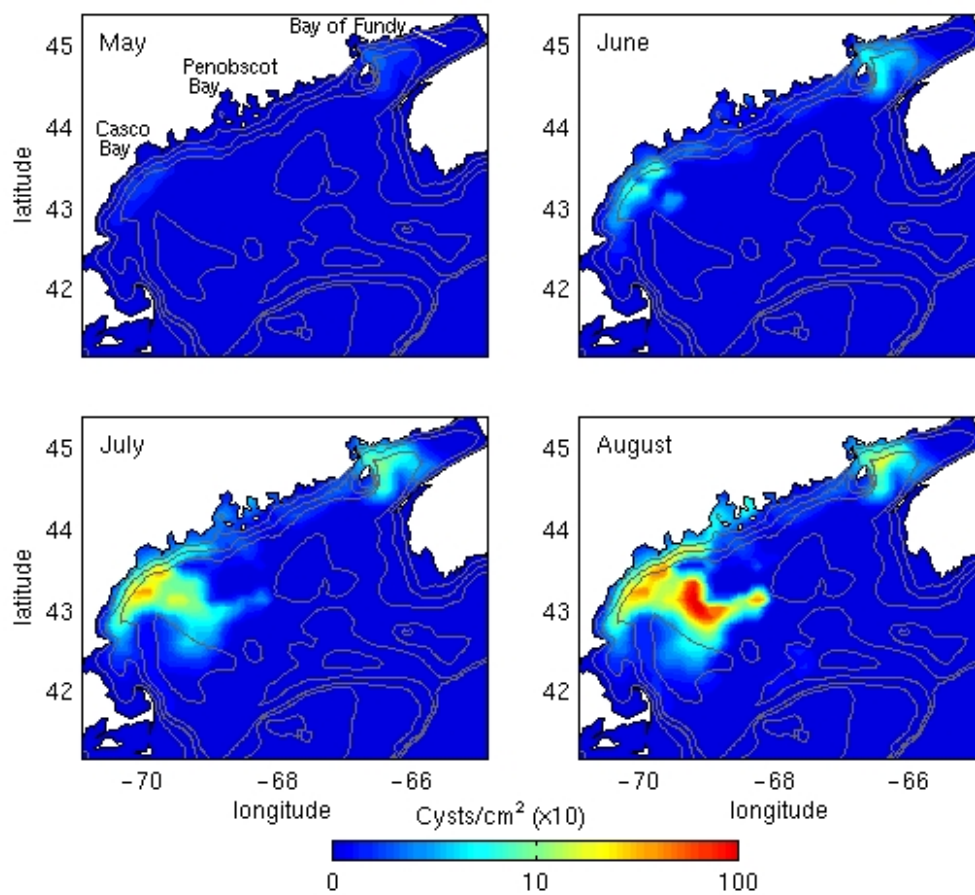 May
Bay of Fundy
Penobscot
Bay
Casco
Bay
45
44
43
42
latitude
June
45
44
43
42
July
45
44
43
42
latitude
−70
−68
−66
longitude
August
45
44
43
42
−70
−68
−66
longitude
Cysts/cm² (×10)
0
10
100